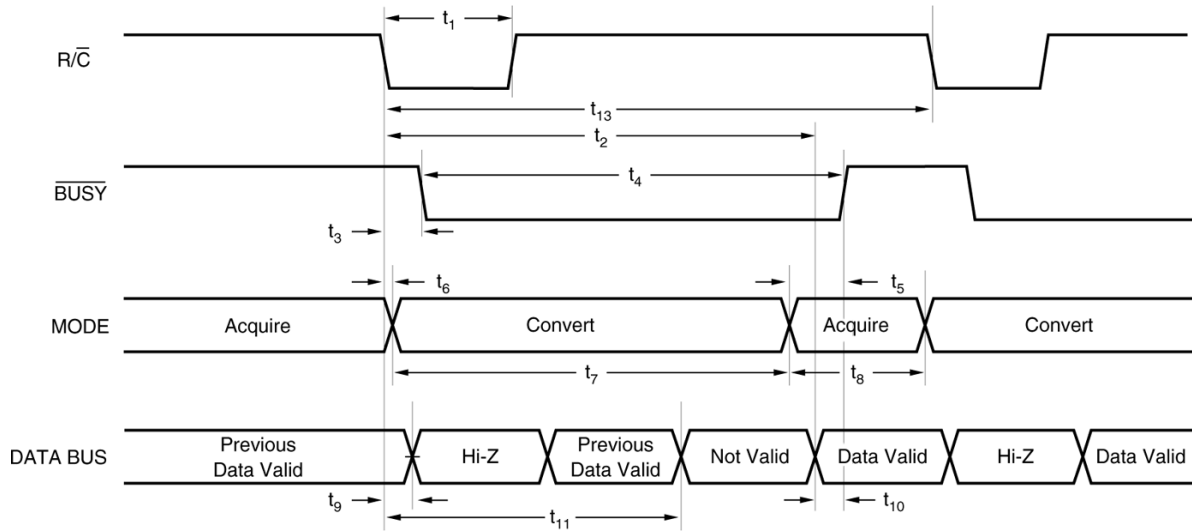 t₁
R/C̅
t₁₃
t₂
B̅U̅S̅Y̅
t₄
t₃
t₆
t₅
MODE
Acquire
Convert
Acquire
Convert
t₇
t₈
DATA BUS
Previous
Data Valid
Hi-Z
Previous
Data Valid
Not Valid
Data Valid
Hi-Z
Data Valid
t₉
t₁₁
t₁₀